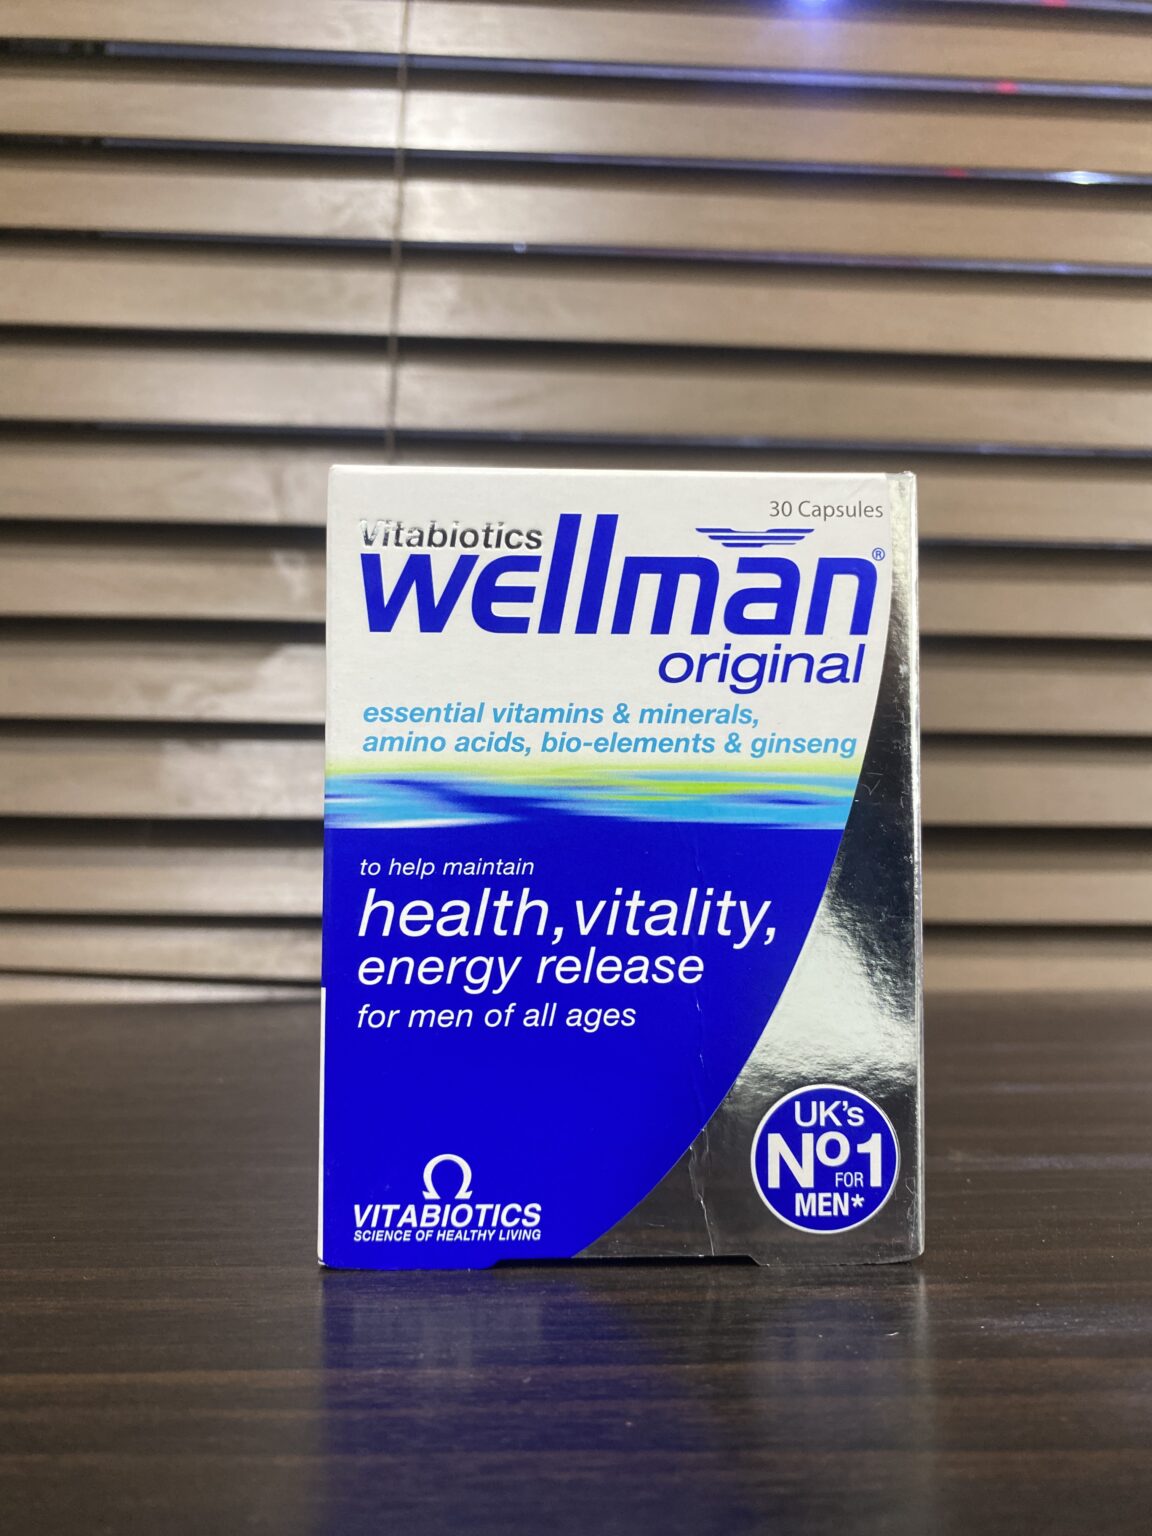 30 Capsules
Vitabiotics
wellman®
original
essential vitamins & minerals,
amino acids, bio-elements & ginseng
to help maintain
health, vitality,
energy release
for men of all ages
VITABIOTICS
SCIENCE OF HEALTHY LIVING
UK's
Nº1
FOR
MEN*